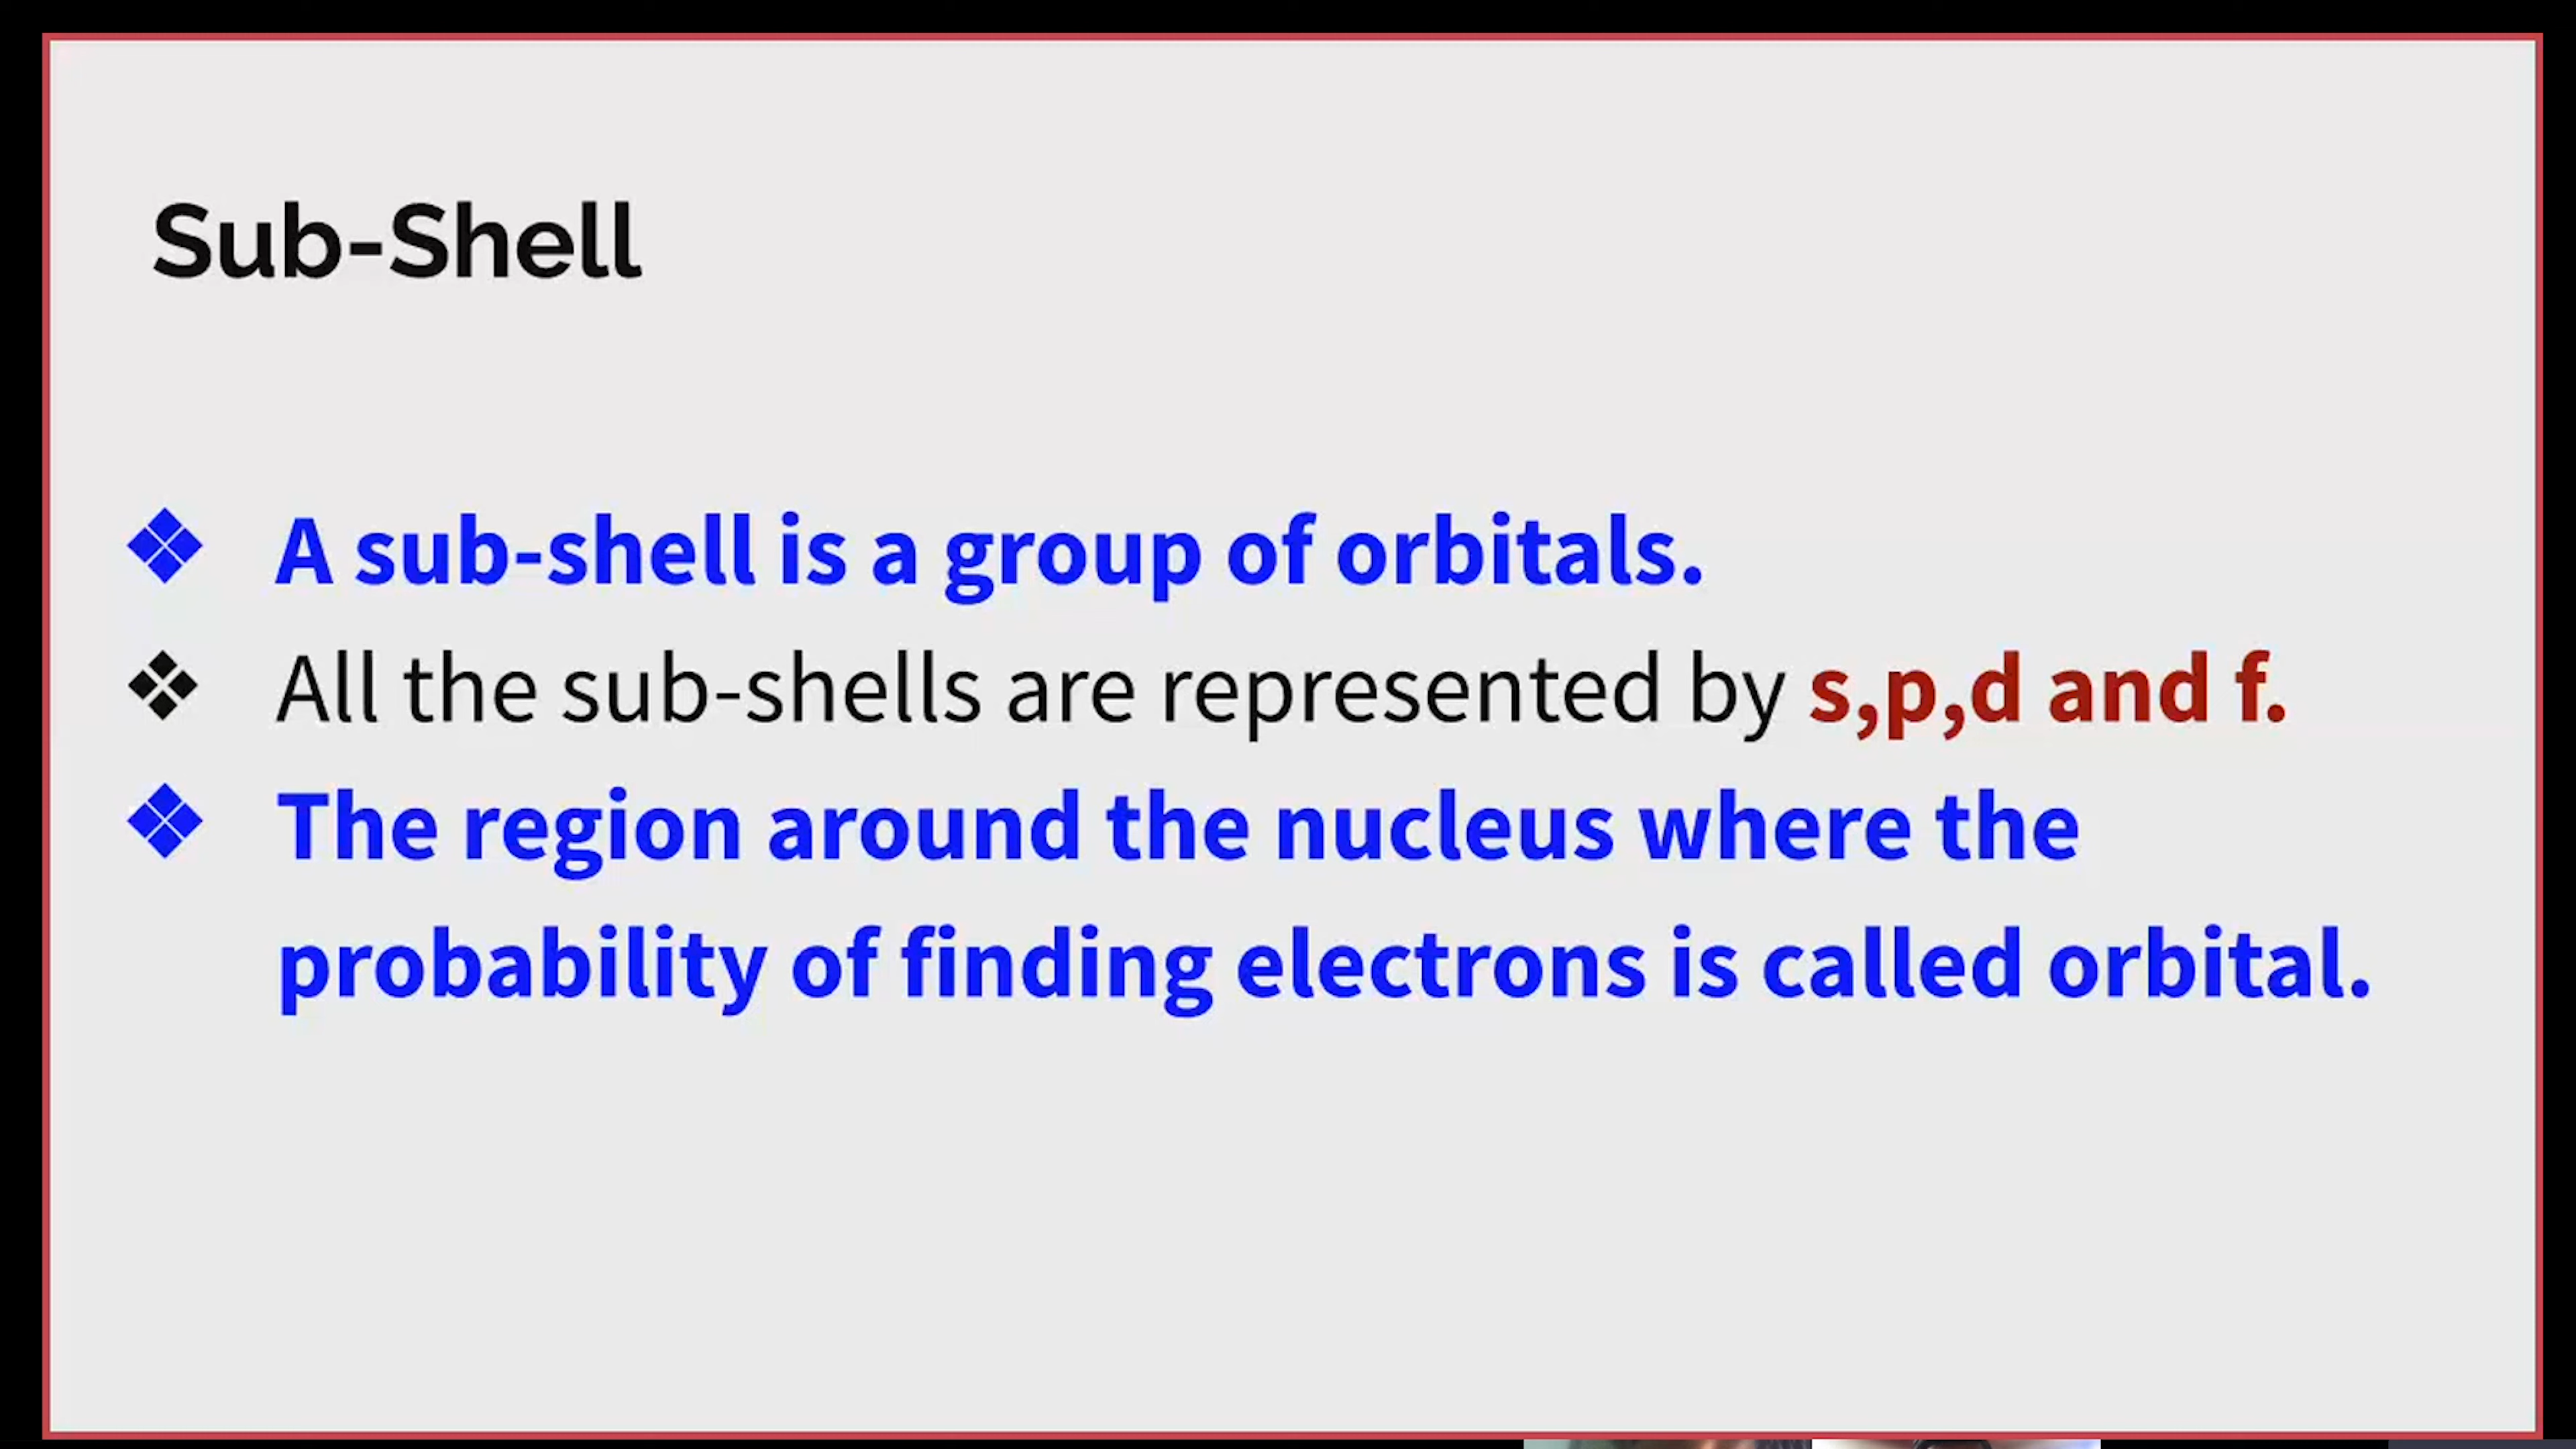 Sub-Shell
❖ A sub-shell is a group of orbitals.
❖ All the sub-shells are represented by s,p,d and f.
❖ The region around the nucleus where the
probability of finding electrons is called orbital.